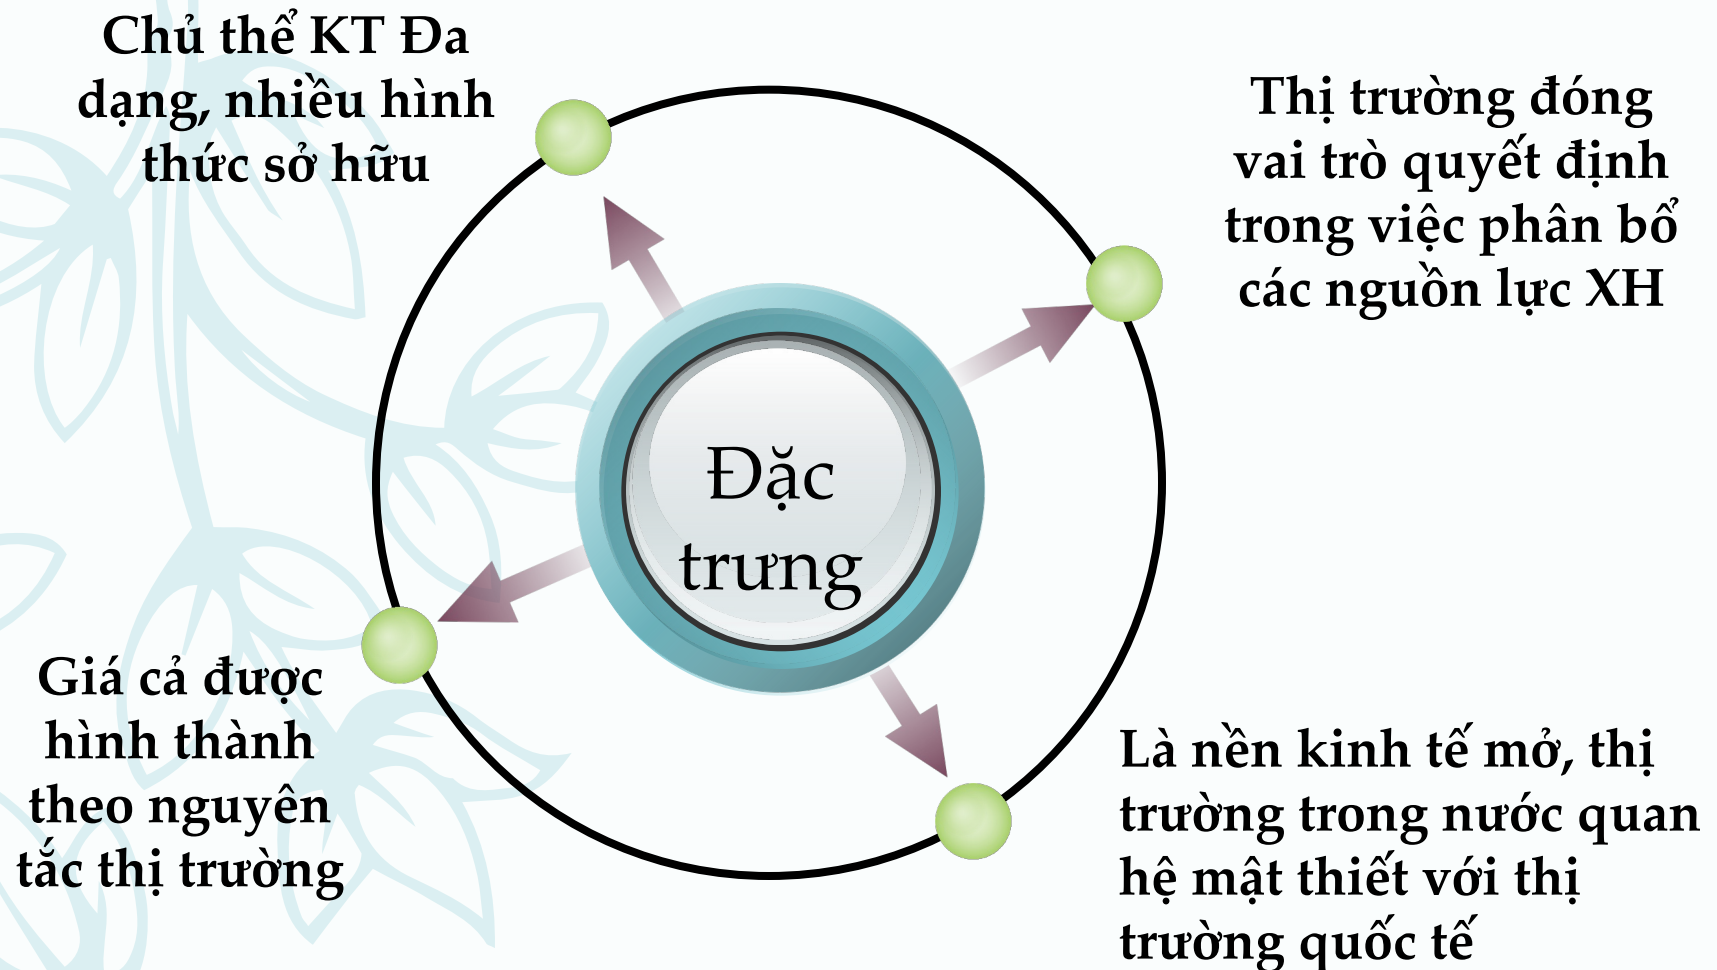 Chủ thể KT Đa
dạng, nhiều hình
thức sở hữu
Thị trường đóng
vai trò quyết định
trong việc phân bổ
các nguồn lực XH
Đặc
trưng
Giá cả được
hình thành
theo nguyên
tắc thị trường
Là nền kinh tế mở, thị
trường trong nước quan
hệ mật thiết với thị
trường quốc tế